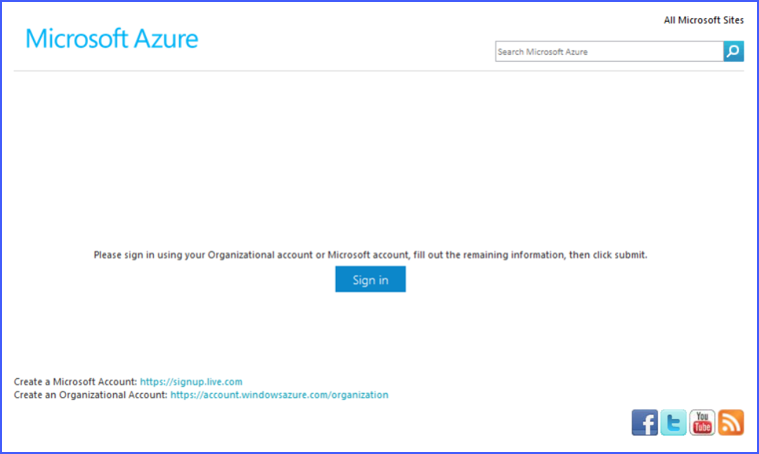 All Microsoft Sites
Microsoft Azure
Search Microsoft Azure
Please sign in using your Organizational account or Microsoft account, fill out the remaining information, then click submit.
Sign in
Create a Microsoft Account: https://signup.live.com
Create an Organizational Account: https://account.windowsazure.com/organization
f
t
You
Tube